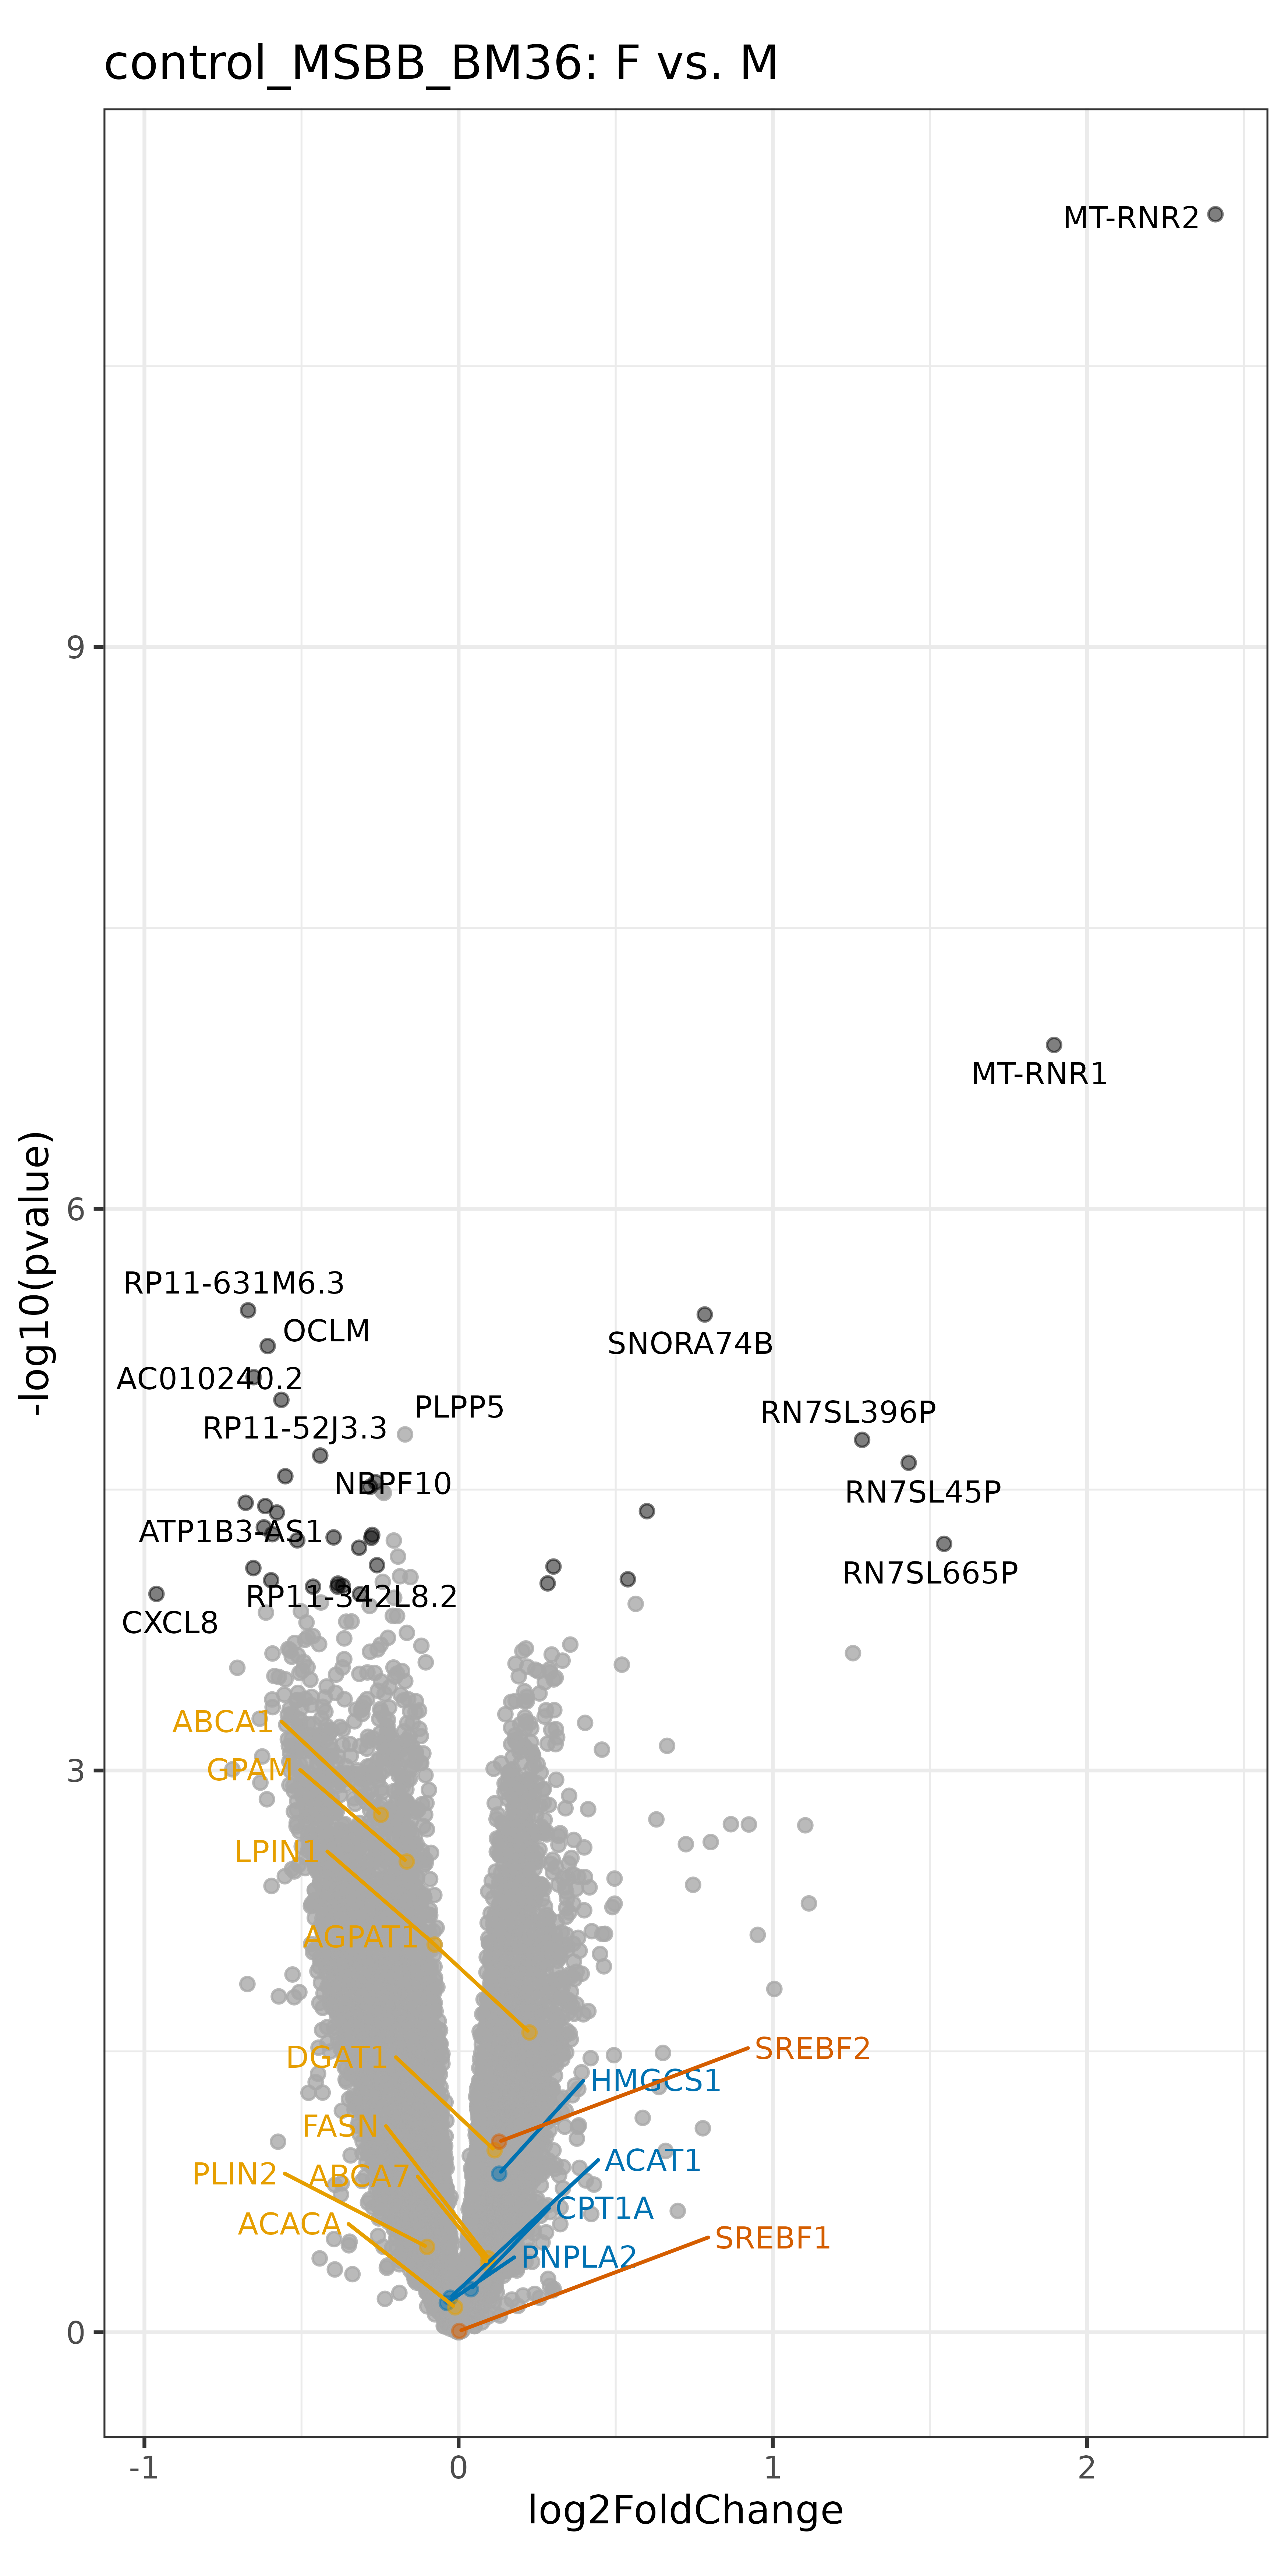 control_MSBB_BM36: F vs. M
MT-RNR2
9
MT-RNR1
6
RP11-631M6.3
OCLM
SNORA74B
AC010240.2
PLPP5
RN7SL396P
RP11-52J3.3
NBPF10
RN7SL45P
ATP1B3-AS1
RN7SL665P
RP11-342L8.2
CXCL8
ABCA1
GPAM
3
LPIN1
AGPAT1
SREBF2
DGAT1
HMGCS1
FASN
ACAT1
PLIN2
ABCA7
CPT1A
ACACA
SREBF1
PNPLA2
0
-1
0
1
2
log2FoldChange
-log10(pvalue)